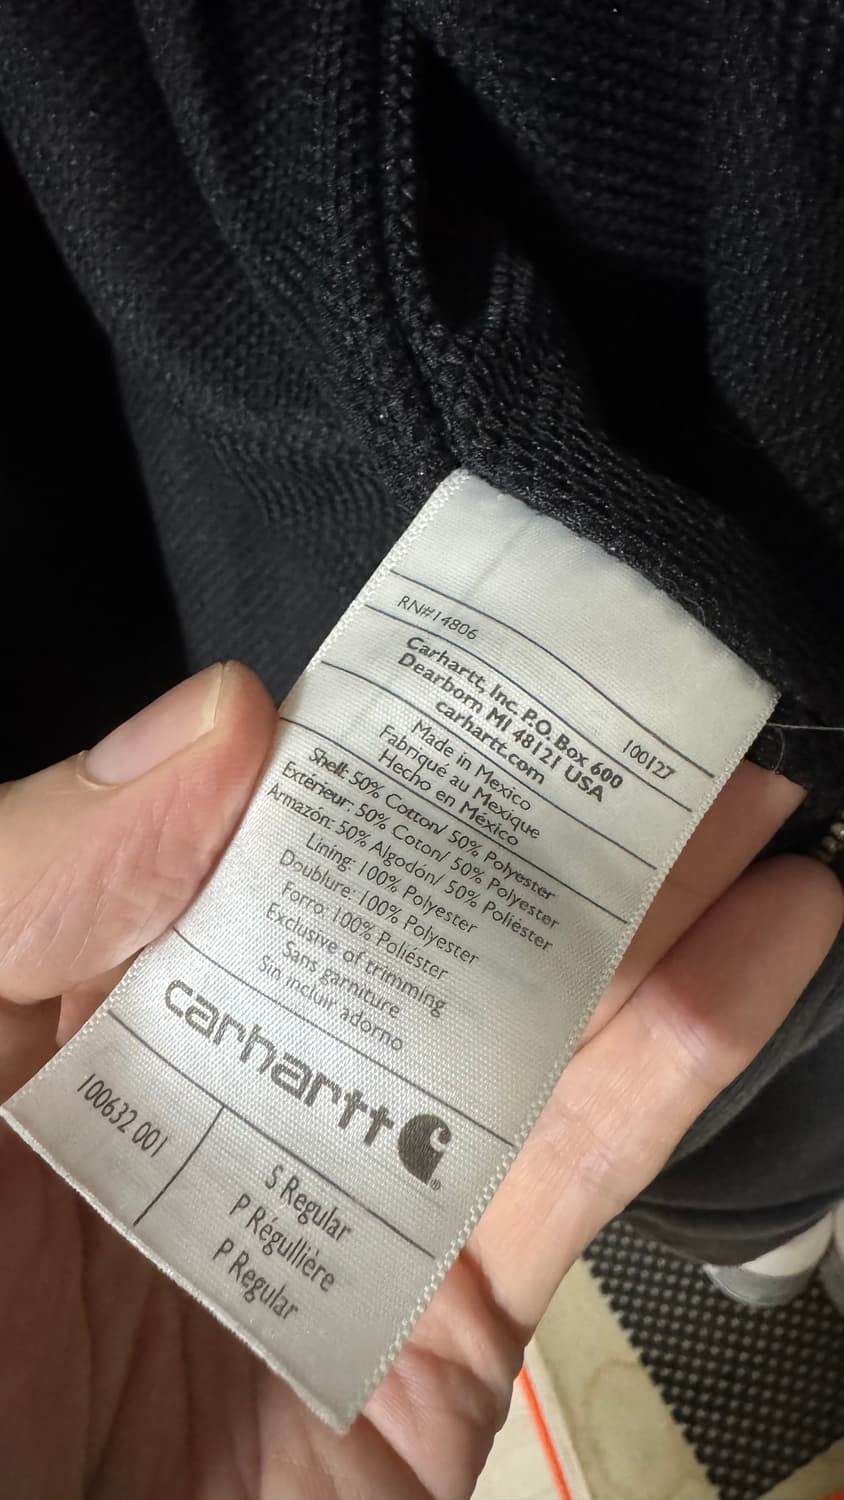 RN#14806 100127
Carhartt, Inc. P.O. Box 600
Dearborn MI 48121 USA
carhartt.com
Made in Mexico
Fabriqué au Mexique
Hecho en México
Shell: 50% Cotton/ 50% Polyester
Extérieur: 50% Coton/ 50% Polyester
Armazón: 50% Algodón/ 50% Poliéster
Lining: 100% Polyester
Doublure: 100% Polyester
Forro: 100% Poliéster
Exclusive of trimming
Sans garniture
Sin incluir adorno
carhartt ®
100632 001
S Regular
P Régullière
P Regular